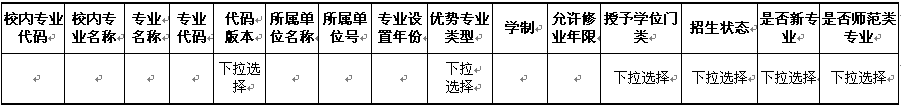 校内专业代码 校内专业名称 专业名称 专业代码 代码版本 所属单位名称 所属单位号 专业设置年份 优势专业类型 学制 允许修业年限 授予学位门类 招生状态 是否新专业 是否师范类专业
下拉选择 下拉选择 下拉选择 下拉选择 下拉选择 下拉选择